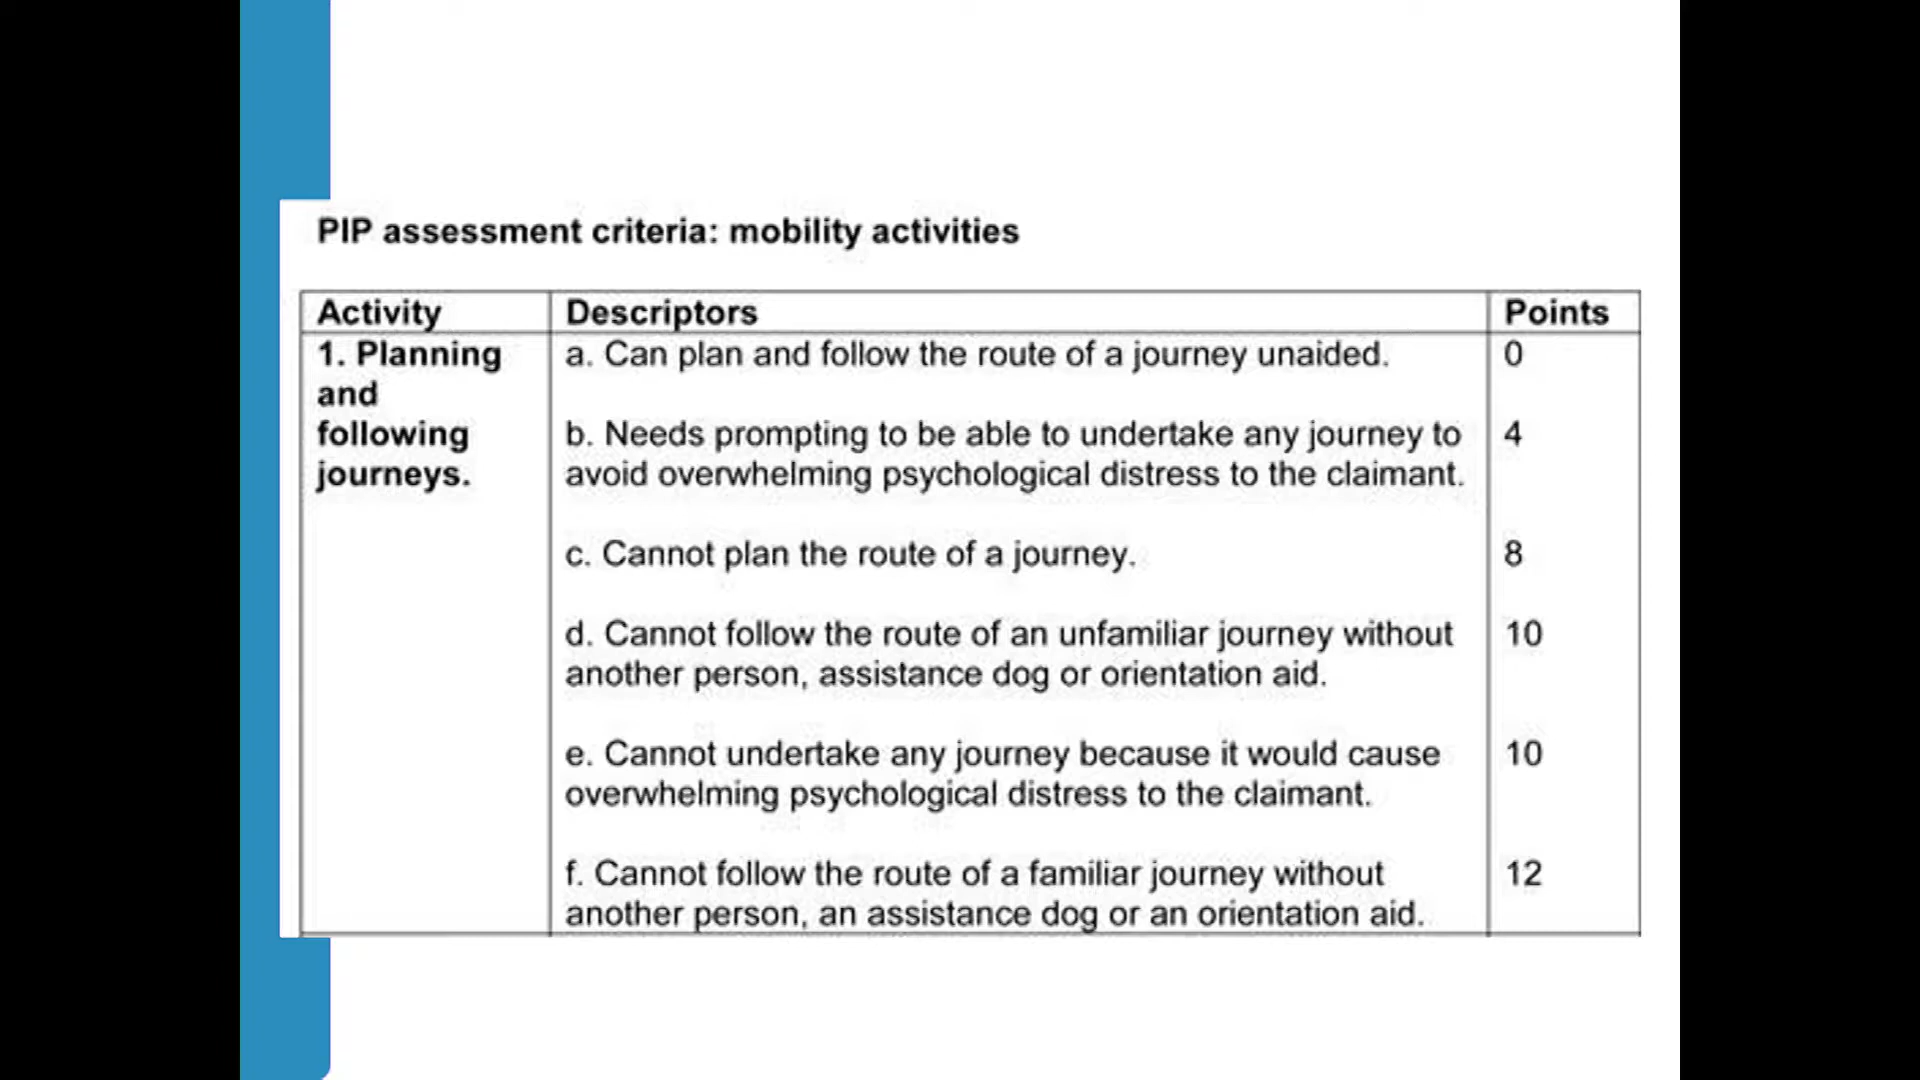 PIP assessment criteria: mobility activities
Activity Descriptors Points
1. Planning and following journeys.
a. Can plan and follow the route of a journey unaided. 0
b. Needs prompting to be able to undertake any journey to 4
avoid overwhelming psychological distress to the claimant.
c. Cannot plan the route of a journey. 8
d. Cannot follow the route of an unfamiliar journey without 10
another person, assistance dog or orientation aid.
e. Cannot undertake any journey because it would cause 10
overwhelming psychological distress to the claimant.
f. Cannot follow the route of a familiar journey without 12
another person, an assistance dog or an orientation aid.